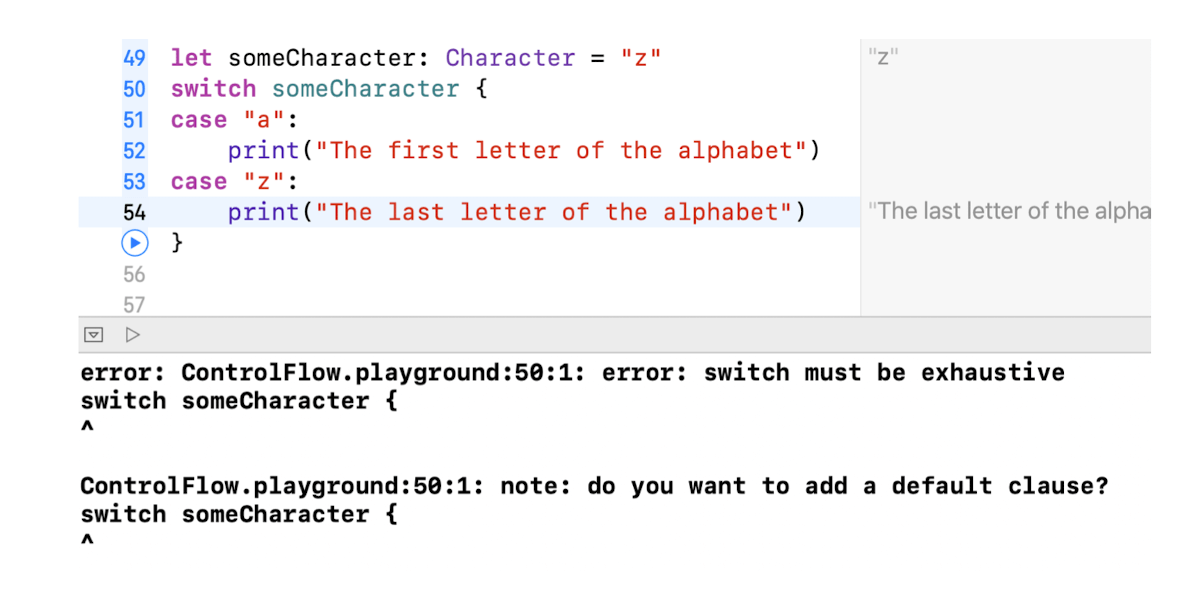 49 let someCharacter: Character = "z" "z"
50 switch someCharacter {
51 case "a":
52 print("The first letter of the alphabet")
53 case "z":
54 print("The last letter of the alphabet") "The last letter of the alpha
}
56
57
error: ControlFlow.playground:50:1: error: switch must be exhaustive
switch someCharacter {
^
ControlFlow.playground:50:1: note: do you want to add a default clause?
switch someCharacter {
^